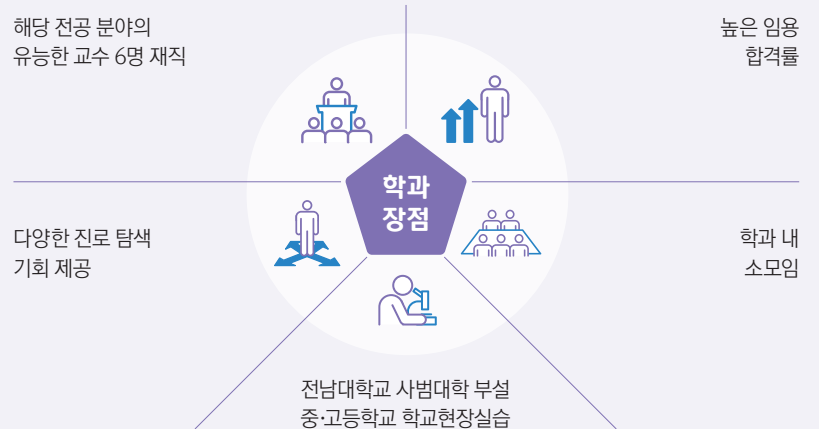 해당 전공 분야의
유능한 교수 6명 재직
높은 임용
합격률
학과
장점
다양한 진로 탐색
기회 제공
학과 내
소모임
전남대학교 사범대학 부설
중·고등학교 학교현장실습